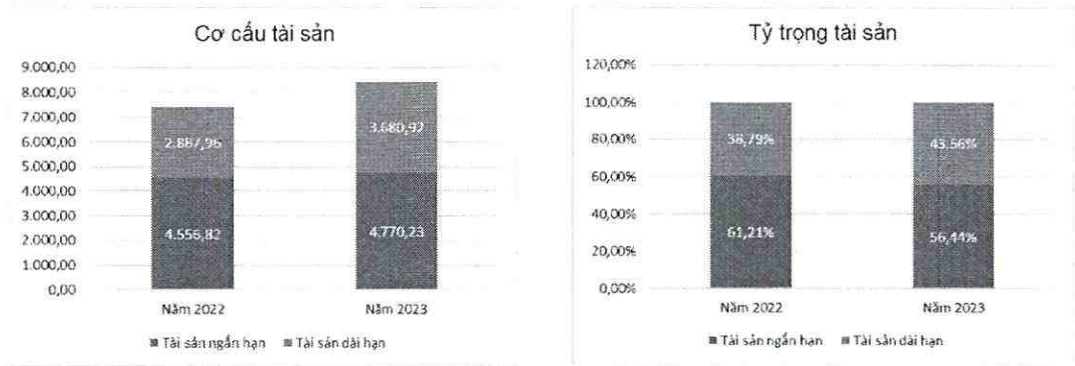 Cơ cấu tài sản
9.000,00
8.000,00
7.000,00
6.000,00
5.000,00
4.000,00
3.000,00
2.000,00
1.000,00
0,00
2.887,96
4.556,82
3.680,92
4.770,23
Năm 2022
Năm 2023
Tài sản ngắn hạn
Tài sản dài hạn
Tỷ trọng tài sản
120,00%
100,00%
80,00%
60,00%
40,00%
20,00%
0,00%
38,79%
61,21%
43,56%
56,44%
Năm 2022
Năm 2023
Tài sản ngắn hạn
Tài sản dài hạn